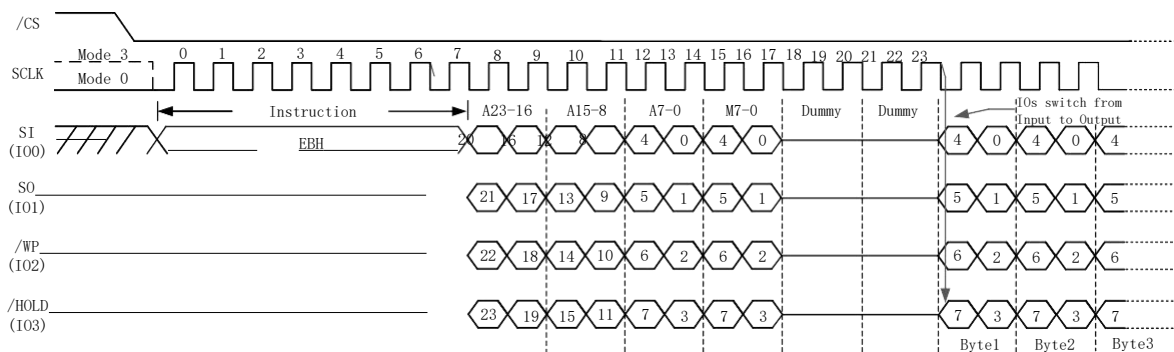 /CS
Mode 3 0 1 2 3 4 5 6 7 8 9 10 11 12 13 14 15 16 17 18 19 20 21 22 23
SCLK
Mode 0
Instruction A23-16 A15-8 A7-0 M7-0 Dummy Dummy IOs switch from
Input to Output
SI
(IO0) EBH 20 16 12 8 4 0 4 0 4 0 4 0 4
SO
(IO1) 21 17 13 9 5 1 5 1 5 1 5 1 5
/WP
(IO2) 22 18 14 10 6 2 6 2 6 2 6 2 6
/HOLD
(IO3) 23 19 15 11 7 3 7 3 7 3 7 3 7
Byte1 Byte2 Byte3